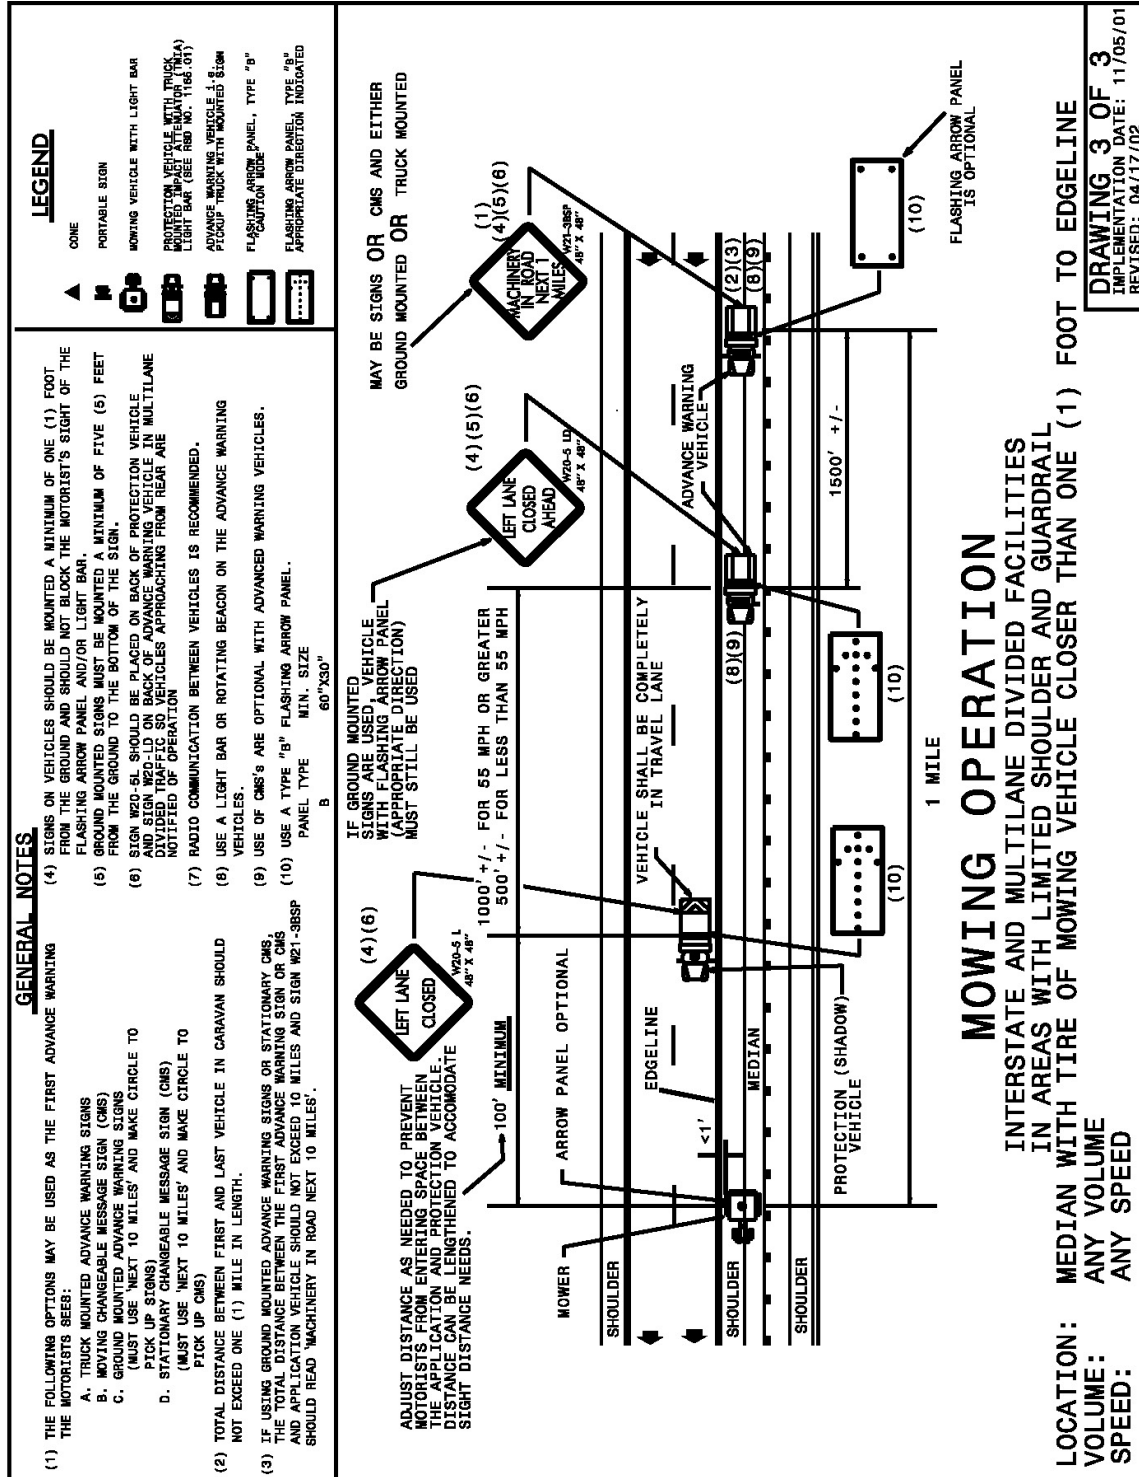 GENERAL NOTES
(1) THE FOLLOWING OPTIONS MAY BE USED AS THE FIRST ADVANCE WARNING
THE MOTORISTS SEES:
A. TRUCK MOUNTED ADVANCE WARNING SIGNS
B. MOVING CHANGEABLE MESSAGE SIGN (CMS)
C. GROUND MOUNTED ADVANCE WARNING SIGNS
(MUST USE 'NEXT 10 MILES' AND MAKE CIRCLE TO
PICK UP SIGNS)
D. STATIONARY CHANGEABLE MESSAGE SIGN (CMS)
(MUST USE 'NEXT 10 MILES' AND MAKE CIRCLE TO
PICK UP CMS)
(2) TOTAL DISTANCE BETWEEN FIRST AND LAST VEHICLE IN CARAVAN SHOULD
NOT EXCEED ONE (1) MILE IN LENGTH.
(3) IF USING GROUND MOUNTED ADVANCE WARNING SIGNS OR STATIONARY CMS,
THE TOTAL DISTANCE BETWEEN THE FIRST ADVANCE WARNING SIGN OR CMS
AND APPLICATION VEHICLE SHOULD NOT EXCEED 10 MILES AND SIGN W21-3BSP
SHOULD READ 'MACHINERY IN ROAD NEXT 10 MILES'.
(4) SIGNS ON VEHICLES SHOULD BE MOUNTED A MINIMUM OF ONE (1) FOOT
FROM THE GROUND AND SHOULD NOT BLOCK THE MOTORIST'S SIGHT OF THE
FLASHING ARROW PANEL AND/OR LIGHT BAR.
(5) GROUND MOUNTED SIGNS MUST BE MOUNTED A MINIMUM OF FIVE (5) FEET
FROM THE GROUND TO THE BOTTOM OF THE SIGN.
(6) SIGN W20-5L SHOULD BE PLACED ON BACK OF PROTECTION VEHICLE
AND SIGN W20-LD ON BACK OF ADVANCE WARNING VEHICLE IN MULTILANE
DIVIDED TRAFFIC SO VEHICLES APPROACHING FROM REAR ARE
NOTIFIED OF OPERATION
(7) RADIO COMMUNICATION BETWEEN VEHICLES IS RECOMMENDED.
(8) USE A LIGHT BAR OR ROTATING BEACON ON THE ADVANCE WARNING
VEHICLES.
(9) USE OF CMS's ARE OPTIONAL WITH ADVANCED WARNING VEHICLES.
(10) USE A TYPE "B" FLASHING ARROW PANEL.
PANEL TYPE MIN. SIZE
B 60"X30"
LEGEND
CONE
PORTABLE SIGN
MOWING VEHICLE WITH LIGHT BAR
PROTECTION VEHICLE WITH TRUCK
MOUNTED IMPACT ATTENUATOR (TMIA)
LIGHT BAR (SEE RBD NO. 1166.01)
ADVANCE WARNING VEHICLE i.e.
PICKUP TRUCK WITH MOUNTED SIGN
FLASHING ARROW PANEL, TYPE "B"
"CAUTION MODE"
FLASHING ARROW PANEL, TYPE "B"
APPROPRIATE DIRECTION INDICATED
ADJUST DISTANCE AS NEEDED TO PREVENT
MOTORISTS FROM ENTERING SPACE BETWEEN
THE APPLICATION AND PROTECTION VEHICLE.
DISTANCE CAN BE LENGTHENED TO ACCOMODATE
SIGHT DISTANCE NEEDS.
LEFT LANE
CLOSED
(4)(6)
W20-5 L
48" X 48"
IF GROUND MOUNTED
SIGNS ARE USED, VEHICLE
WITH FLASHING ARROW PANEL
(APPROPRIATE DIRECTION)
MUST STILL BE USED
LEFT LANE
CLOSED
AHEAD
(4)(5)(6)
W20-5 LD
48" X 48"
MAY BE SIGNS OR CMS AND EITHER
GROUND MOUNTED OR TRUCK MOUNTED
MACHINERY
IN ROAD
NEXT 1
MILES
(1)
(4)(5)(6)
W21-3BSP
48" X 48"
100' MINIMUM
1000' +/- FOR 55 MPH OR GREATER
500' +/- FOR LESS THAN 55 MPH
MOWER
ARROW PANEL OPTIONAL
EDGELINE
VEHICLE SHALL BE COMPLETELY
IN TRAVEL LANE
ADVANCE WARNING
VEHICLE
SHOULDER
<1'
SHOULDER
MEDIAN
(8)(9)
(2)(3)
(8)(9)
SHOULDER
PROTECTION (SHADOW)
VEHICLE
1500' +/-
(10)
(10)
(10)
FLASHING ARROW PANEL
IS OPTIONAL
1 MILE
MOWING OPERATION
INTERSTATE AND MULTILANE DIVIDED FACILITIES
IN AREAS WITH LIMITED SHOULDER AND GUARDRAIL
LOCATION: MEDIAN WITH TIRE OF MOWING VEHICLE CLOSER THAN ONE (1) FOOT TO EDGELINE
VOLUME: ANY VOLUME
SPEED: ANY SPEED
DRAWING 3 OF 3
IMPLEMENTATION DATE: 11/05/01
REVISED: 04/17/02